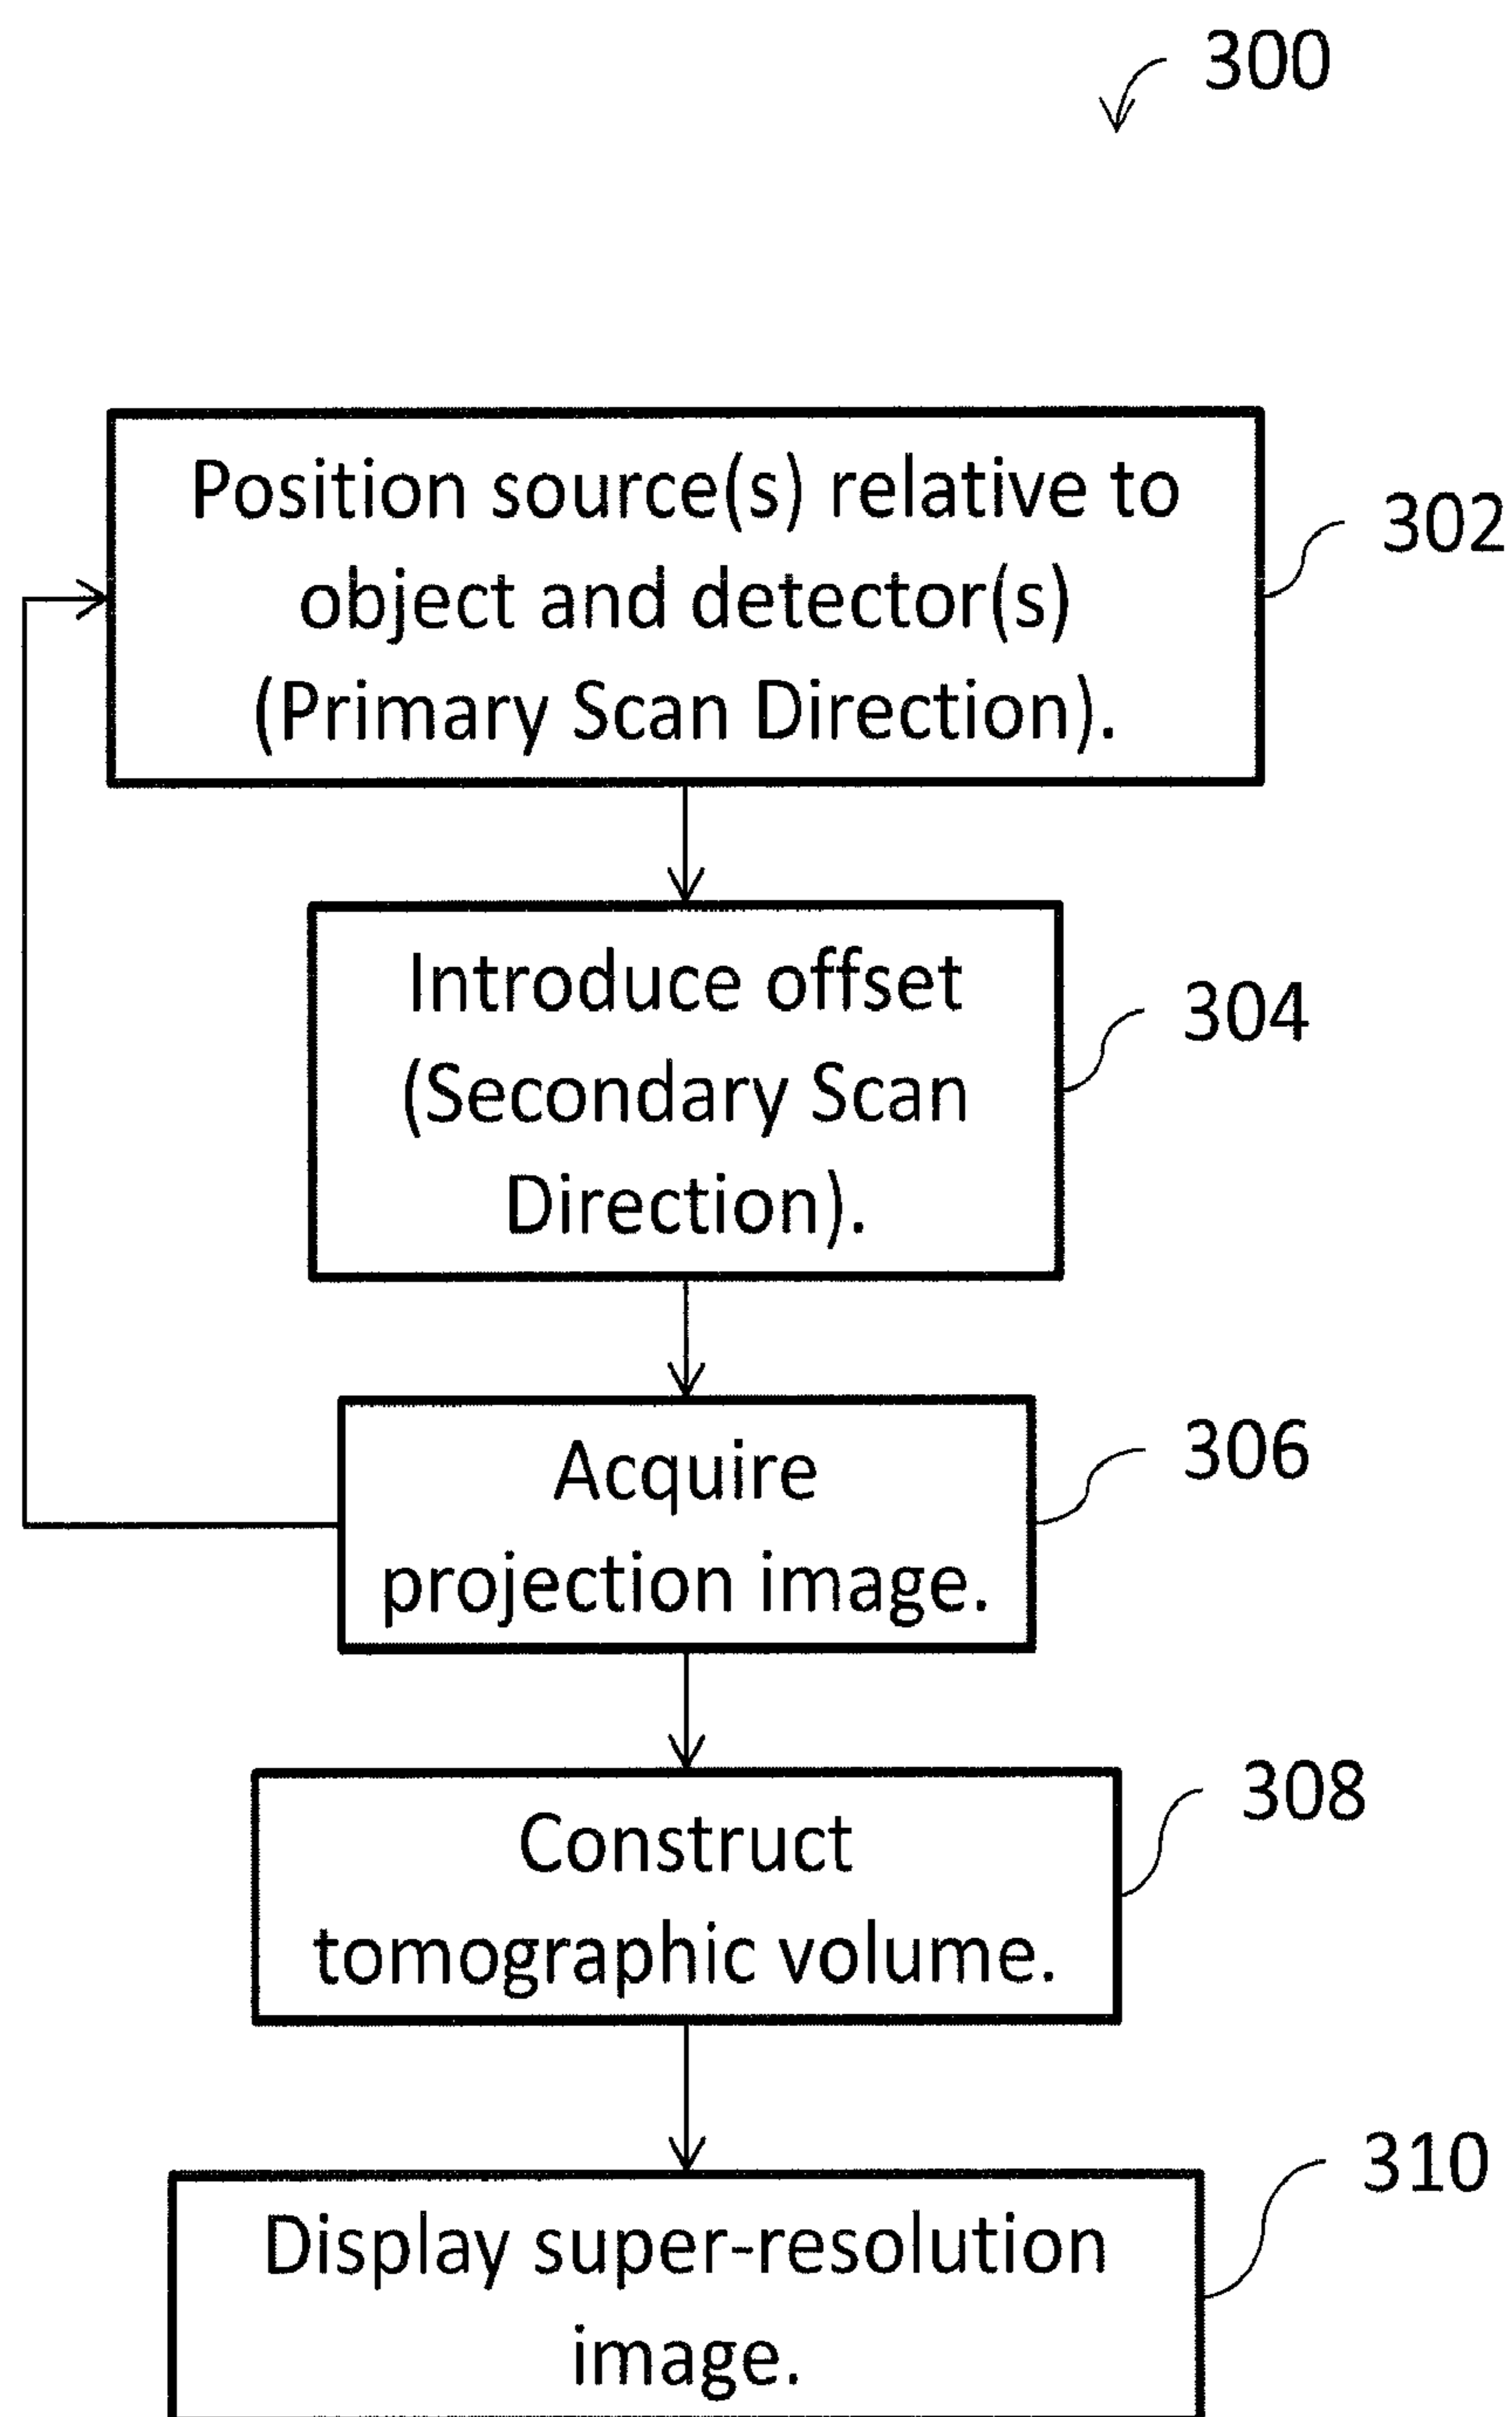 300
Position source(s) relative to
object and detector(s)
(Primary Scan Direction).
302
Introduce offset
(Secondary Scan
Direction).
304
Acquire
projection image.
306
Construct
tomographic volume.
308
Display super-resolution
image.
310